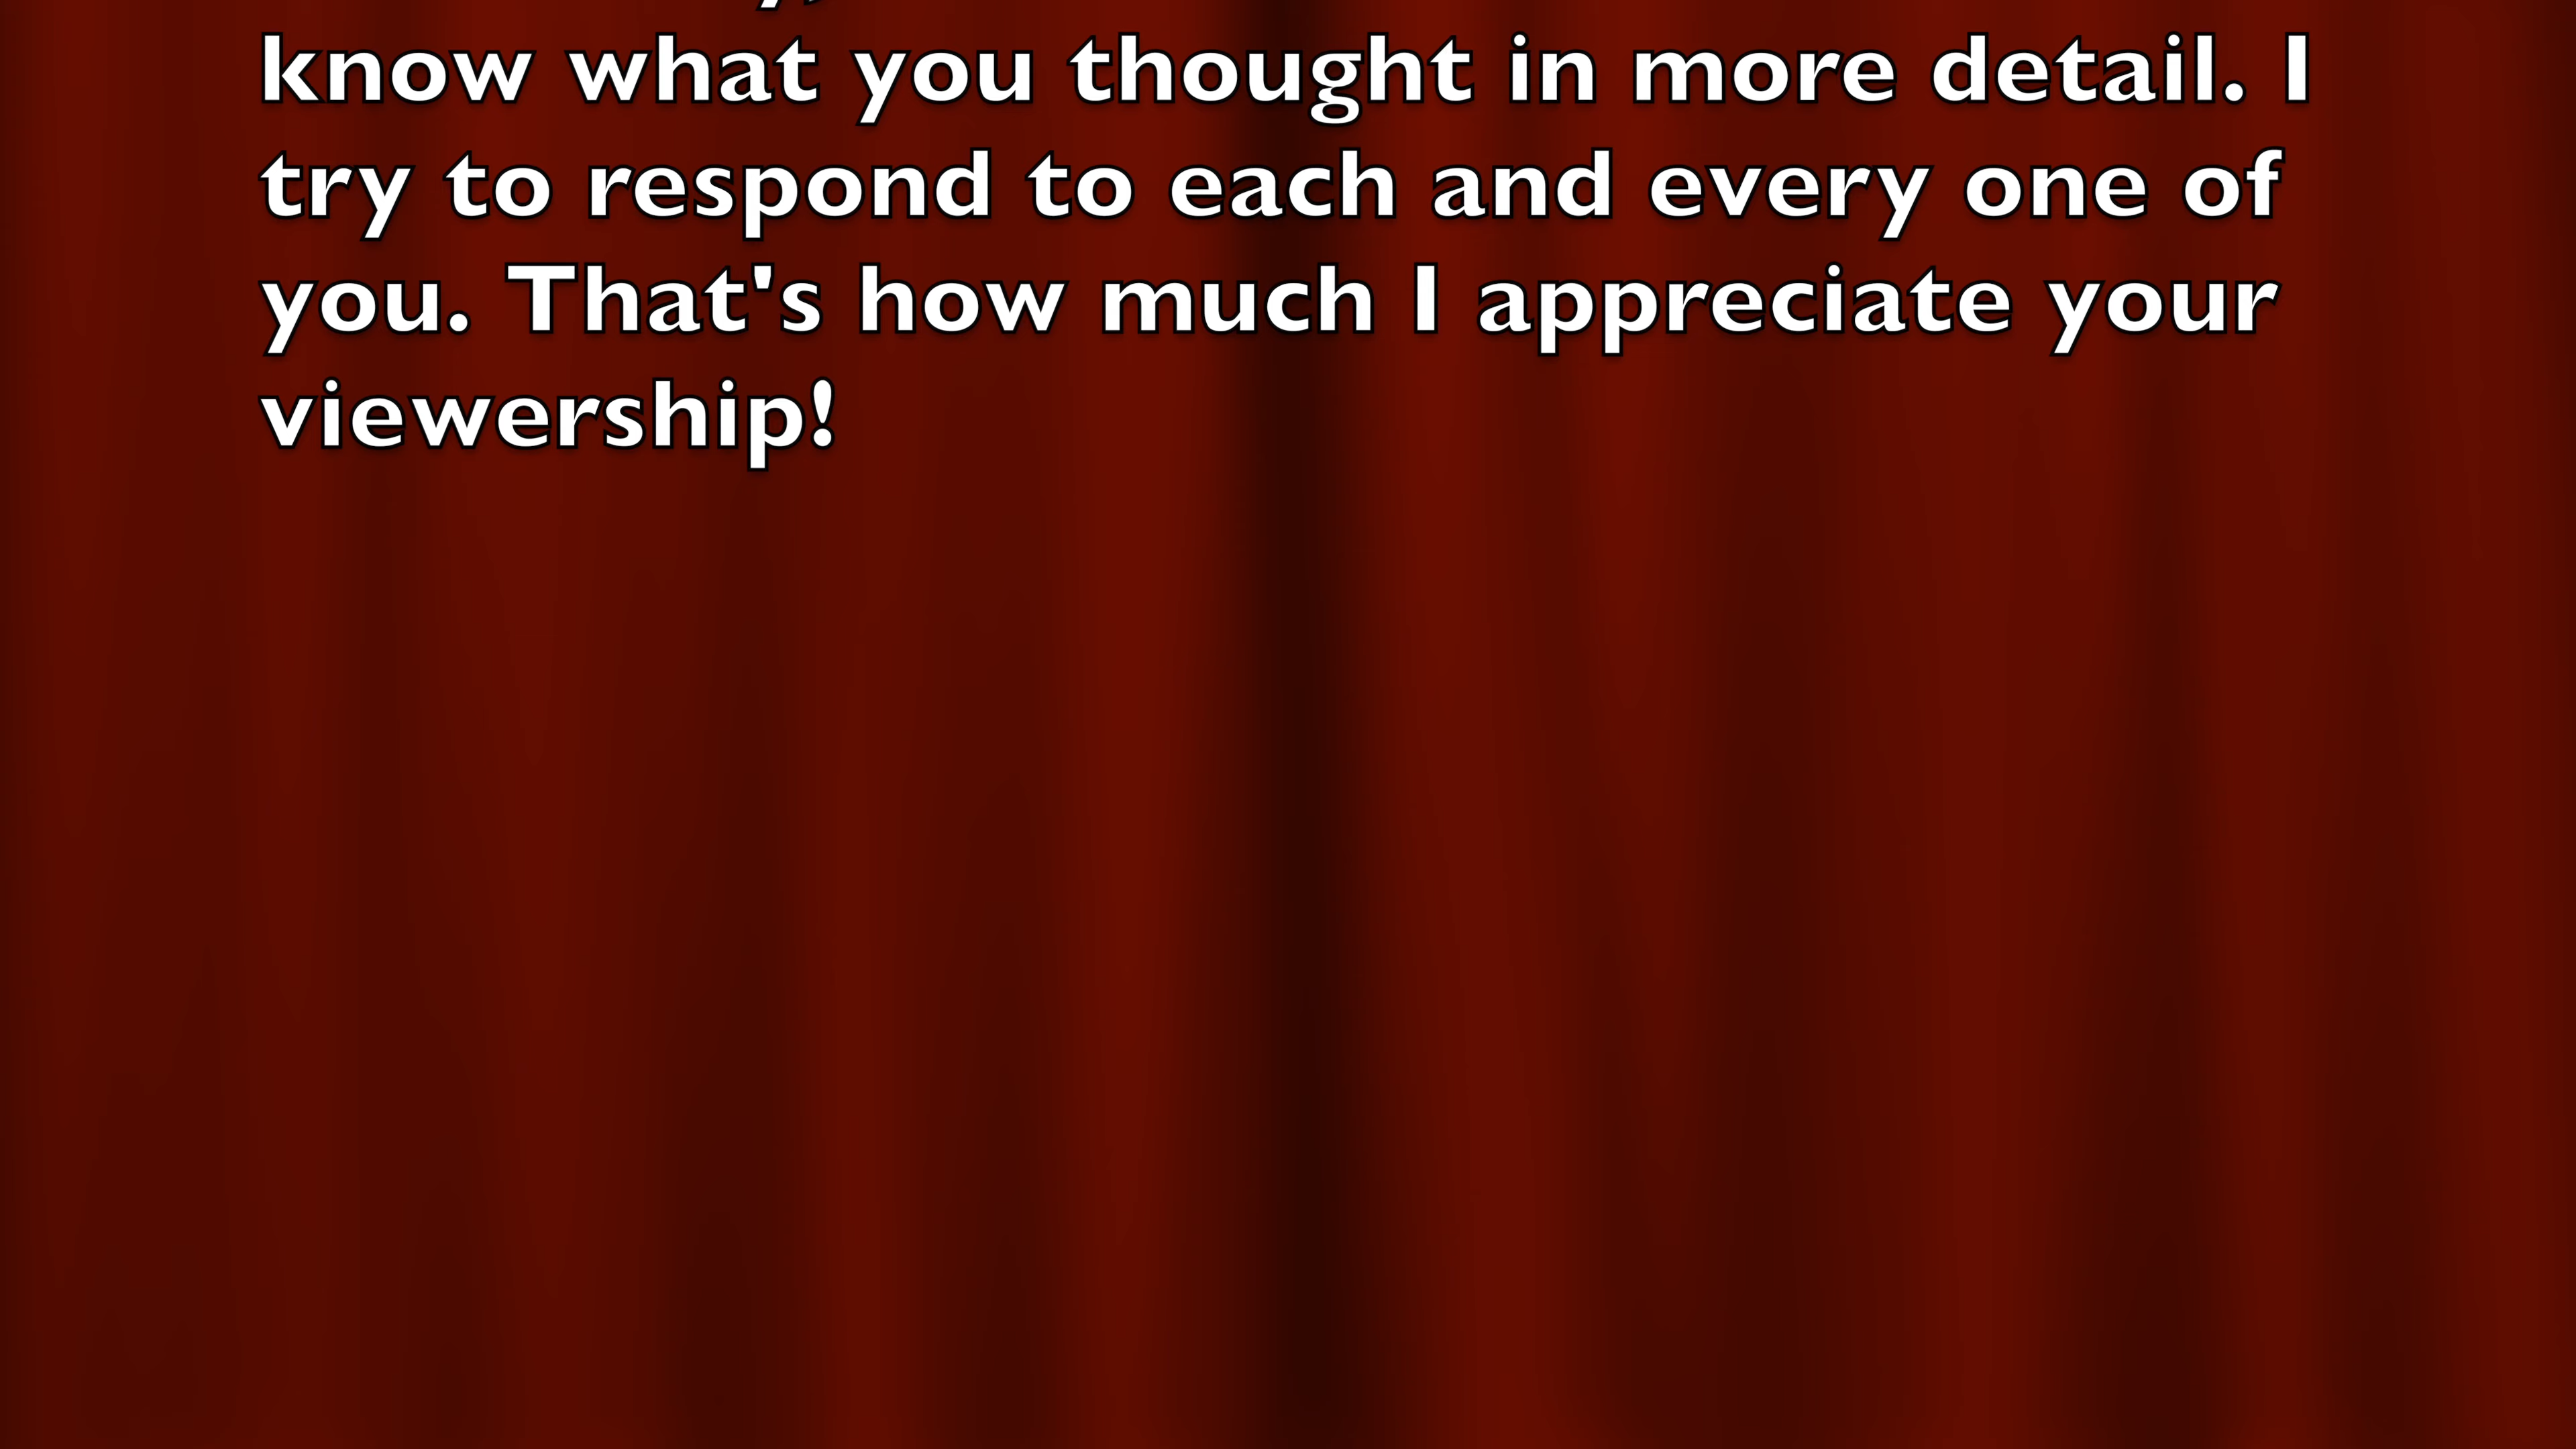 know what you thought in more detail. I
try to respond to each and every one of
you. That's how much I appreciate your
viewership!